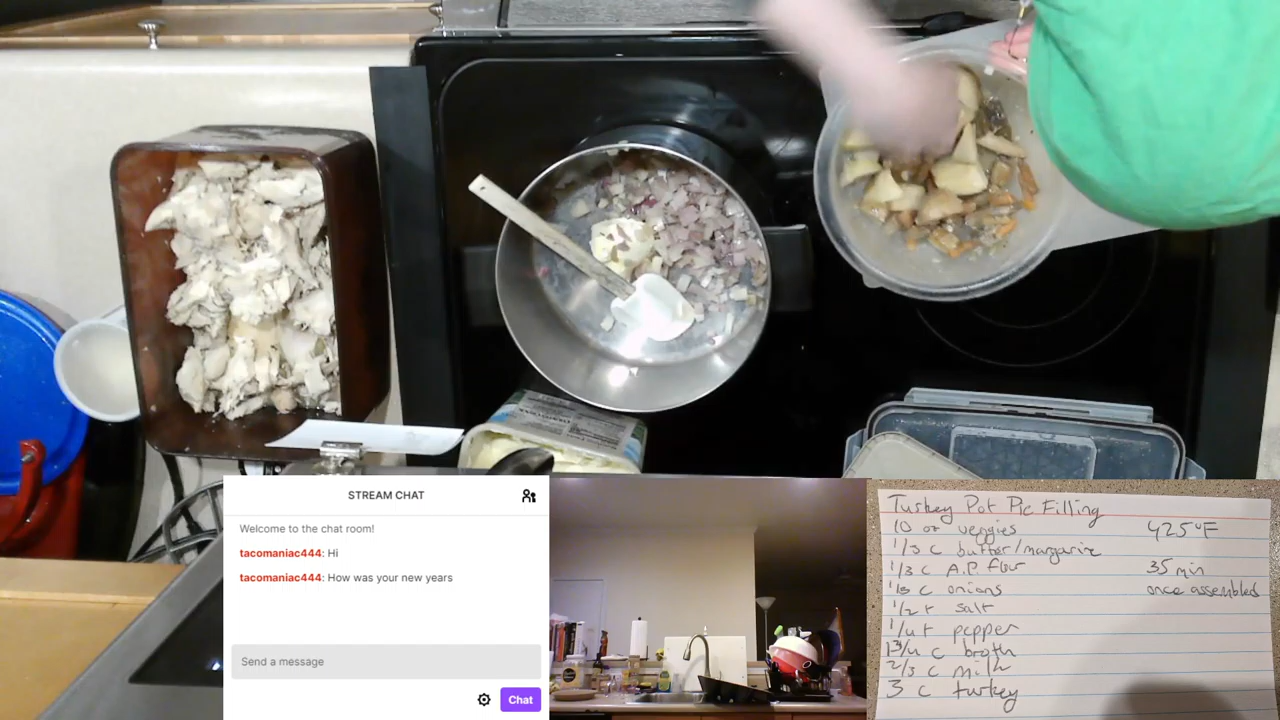 STREAM CHAT
Welcome to the chat room!
tacomaniac444: Hi
tacomaniac444: How was your new years
Send a message
Chat
Turkey Pot Pie Filling
10 oz veggies 425°F
1/3 c butter/margarine
1/3 c A.P. flour 35 min
1/3 c onions once assembled
1/2 t salt
1/4 t pepper
1 3/4 c broth
2/3 c milk
3 c turkey